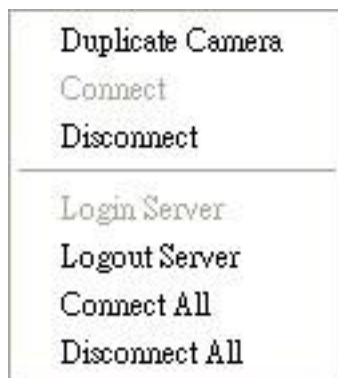 Duplicate Camera
Connect
Disconnect
Login Server
Logout Server
Connect All
Disconnect All